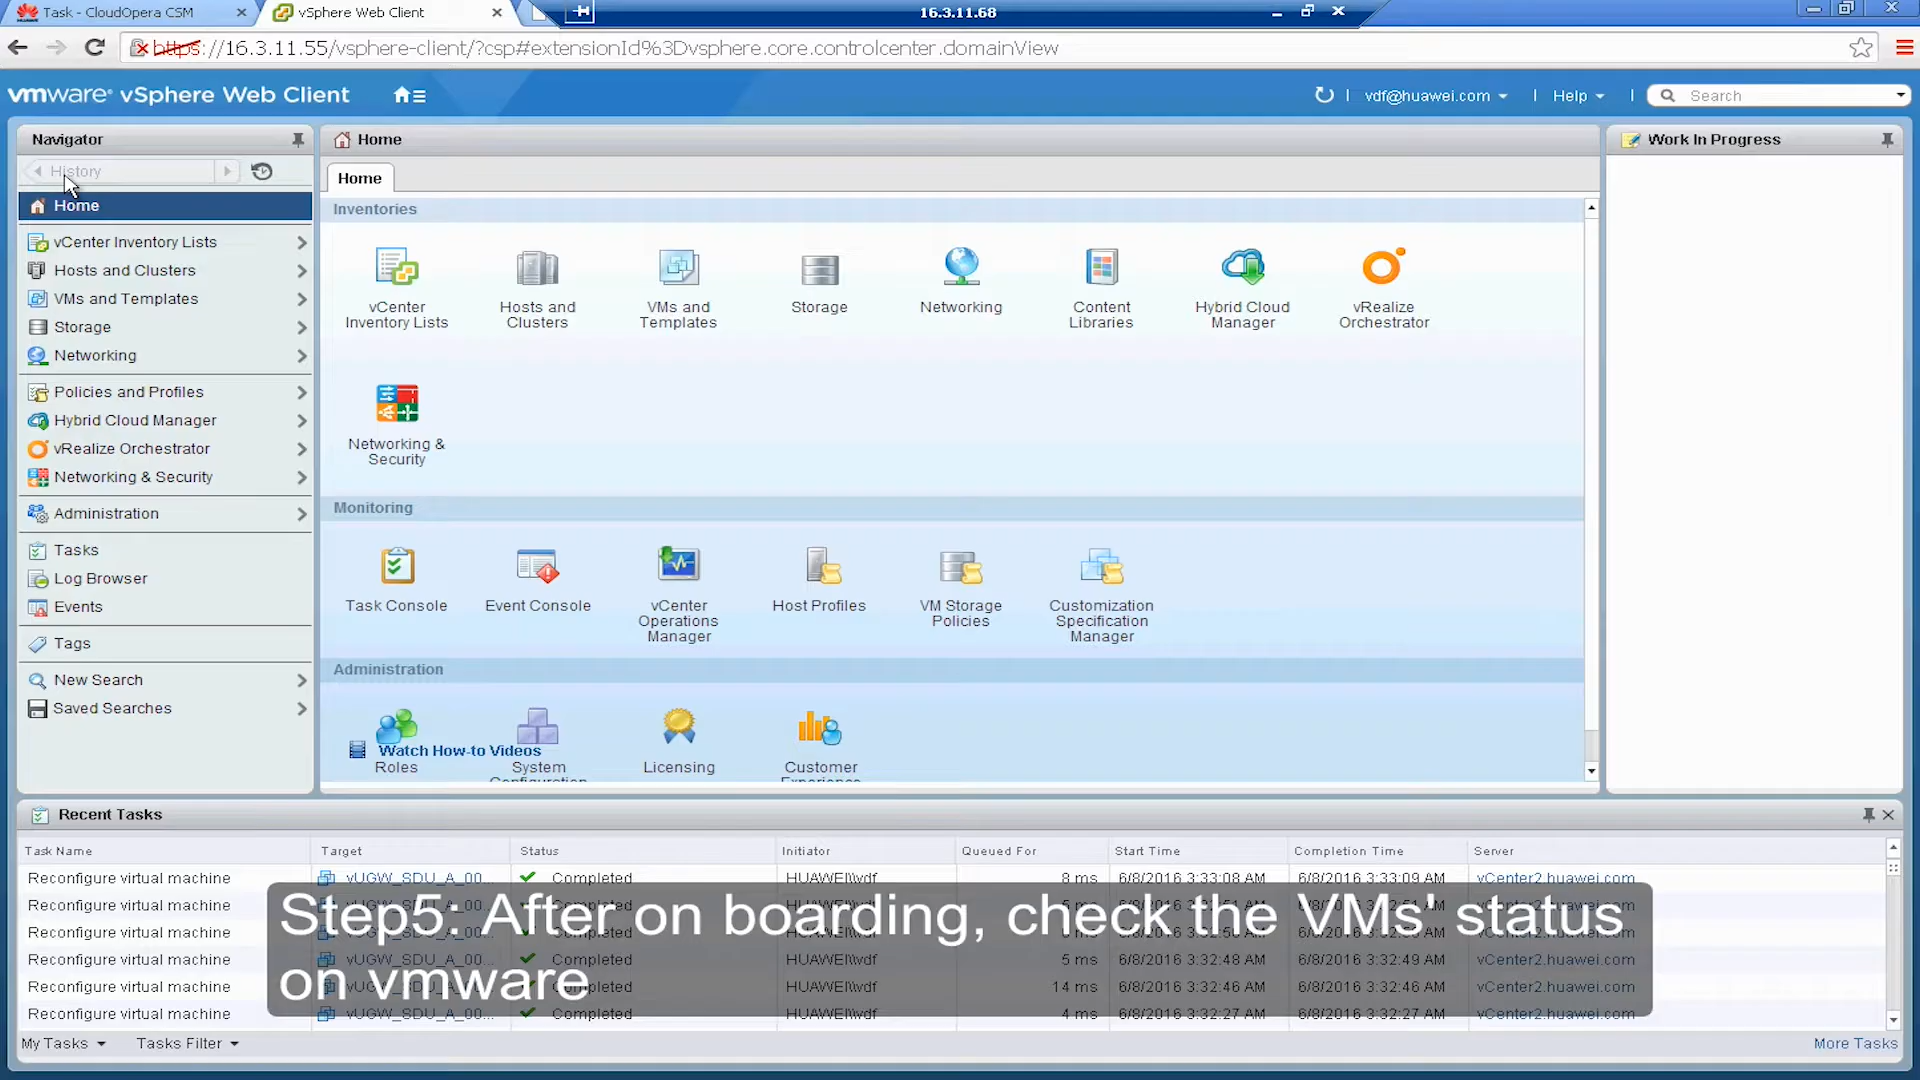 Task - CloudOpera CSM
vSphere Web Client
16.3.11.68
https://16.3.11.55/vsphere-client/?csp#extensionId%3Dvsphere.core.controlcenter.domainView
vmware vSphere Web Client
vdf@huawei.com
Help
Search
Navigator
History
Home
vCenter Inventory Lists
Hosts and Clusters
VMs and Templates
Storage
Networking
Policies and Profiles
Hybrid Cloud Manager
vRealize Orchestrator
Networking & Security
Administration
Tasks
Log Browser
Events
Tags
New Search
Saved Searches
Home
Home
Inventories
vCenter
Inventory Lists
Hosts and
Clusters
VMs and
Templates
Storage
Networking
Content
Libraries
Hybrid Cloud
Manager
vRealize
Orchestrator
Networking &
Security
Monitoring
Task Console
Event Console
vCenter
Operations
Manager
Host Profiles
VM Storage
Policies
Customization
Specification
Manager
Administration
Watch How-to Videos
Roles
System
Configuration
Licensing
Customer
Experience
Work In Progress
Recent Tasks
Task Name Target Status Initiator Queued For Start Time Completion Time Server
Reconfigure virtual machine vUGW_SDU_A_00... Completed HUAWEI\\vdf 8 ms 6/8/2016 3:33:08 AM 6/8/2016 3:33:09 AM vCenter2.huawei.com
Reconfigure virtual machine
Reconfigure virtual machine
Reconfigure virtual machine vUGW_SDU_A_00... Completed HUAWEI\\vdf 5 ms 6/8/2016 3:32:48 AM 6/8/2016 3:32:49 AM vCenter2.huawei.com
Reconfigure virtual machine vUGW_SDU_A_00... Completed HUAWEI\\vdf 14 ms 6/8/2016 3:32:46 AM 6/8/2016 3:32:46 AM vCenter2.huawei.com
Reconfigure virtual machine vUGW_SDU_A_00... Completed HUAWEI\\vdf 4 ms 6/8/2016 3:32:27 AM 6/8/2016 3:32:27 AM vCenter2.huawei.com
Step5: After on boarding, check the VMs' status
on vmware
My Tasks
Tasks Filter
More Tasks